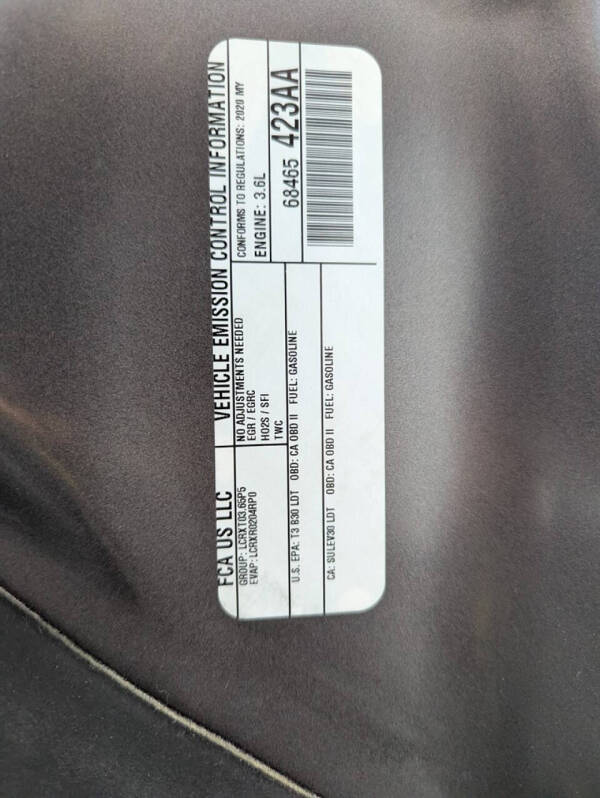 FCA US LLC VEHICLE EMISSION CONTROL INFORMATION
GROUP: LCRXT03.65P5
EVAP: LCRXR0204RP0
NO ADJUSTMENTS NEEDED
EGR / EGRC
HO2S / SFI
TWC
CONFORMS TO REGULATIONS: 2020 MY
ENGINE: 3.6L
68465 423AA
U.S. EPA: T3 B30 LDT OBD: CA OBD II FUEL: GASOLINE
CA: SULEV30 LDT OBD: CA OBD II FUEL: GASOLINE